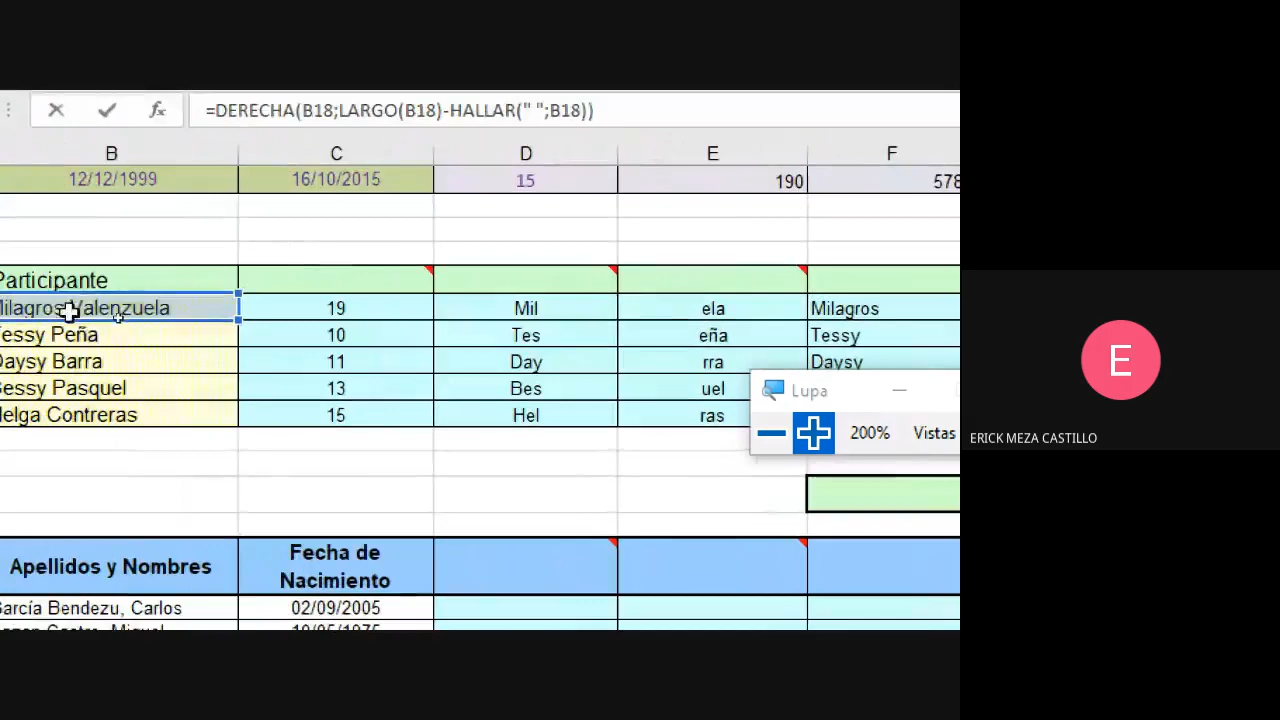 =DERECHA(B18;LARGO(B18)-HALLAR(" ";B18))
B C D E F
12/12/1999 16/10/2015 15 190 578
Participante
Milagros Valenzuela 19 Mil ela Milagros
Tessy Peña 10 Tes eña Tessy
Daysy Barra 11 Day rra Daysy
Bessy Pasquel 13 Bes uel
Helga Contreras 15 Hel ras
Lupa
200% Vistas
E
ERICK MEZA CASTILLO
Apellidos y Nombres Fecha de
Nacimiento
García Bendezu, Carlos 02/09/2005